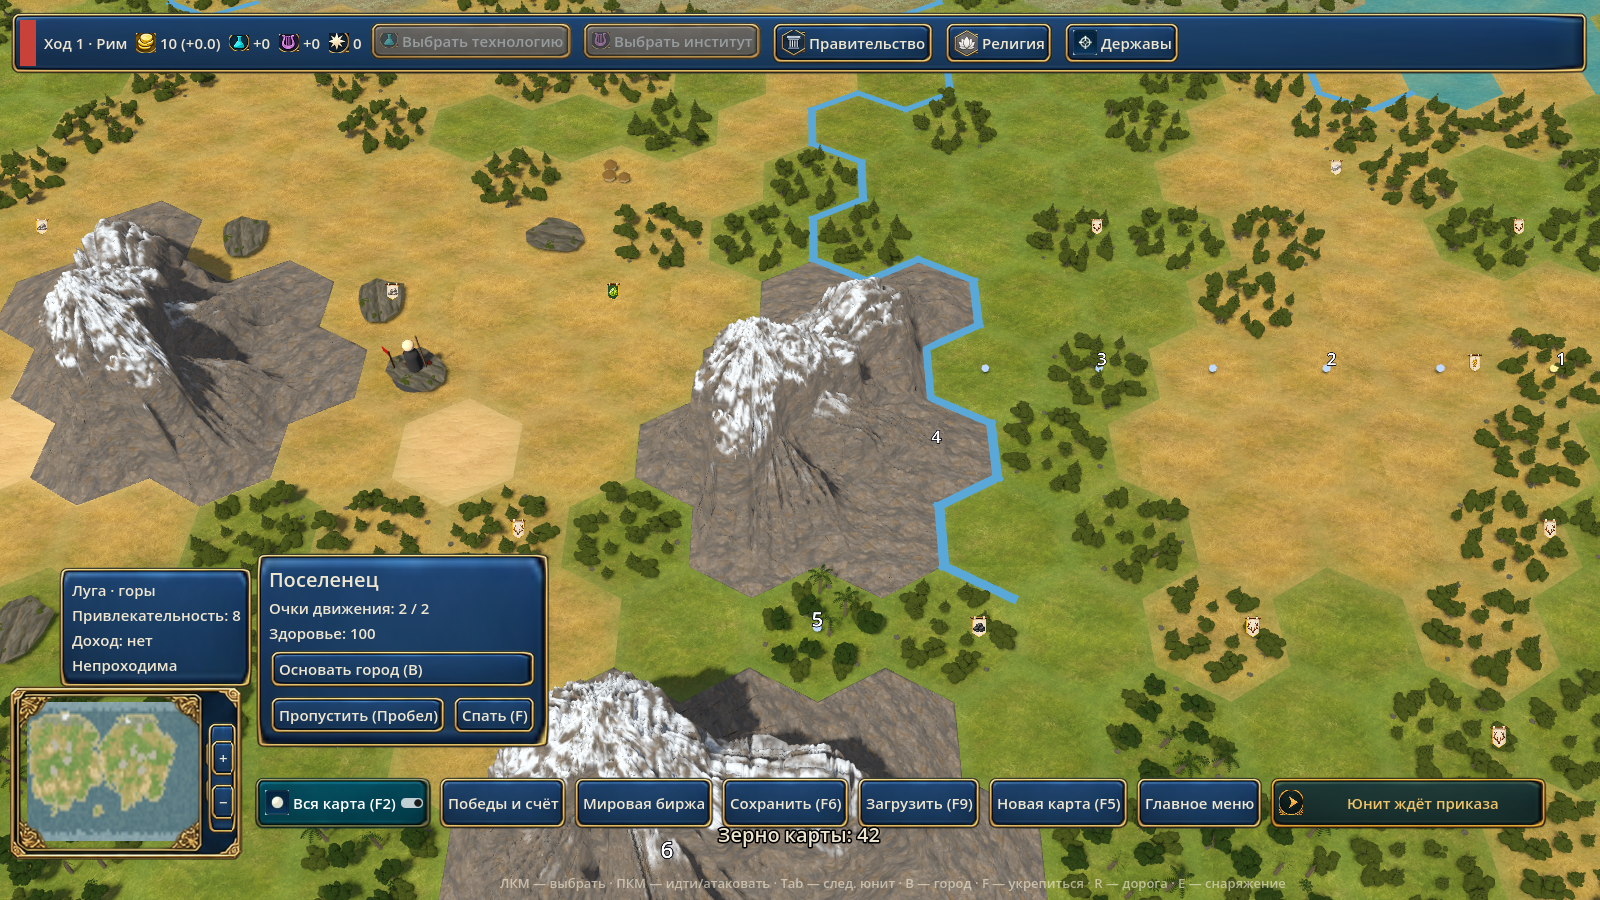 Ход 1 · Рим
10 (+0.0)
+0
+0
0
Выбрать технологию
Выбрать институт
Правительство
Религия
Державы
3
2
1
4
5
6
Поселенец
Очки движения: 2 / 2
Здоровье: 100
Основать город (B)
Пропустить (Пробел)
Спать (F)
Луга · горы
Привлекательность: 8
Доход: нет
Непроходима
+
−
Вся карта (F2)
Победы и счёт
Мировая биржа
Сохранить (F6)
Загрузить (F9)
Новая карта (F5)
Главное меню
Юнит ждёт приказа
Зерно карты: 42
ЛКМ — выбрать · ПКМ — идти/атаковать · Tab — след. юнит · B — город · F — укрепиться · R — дорога · E — снаряжение